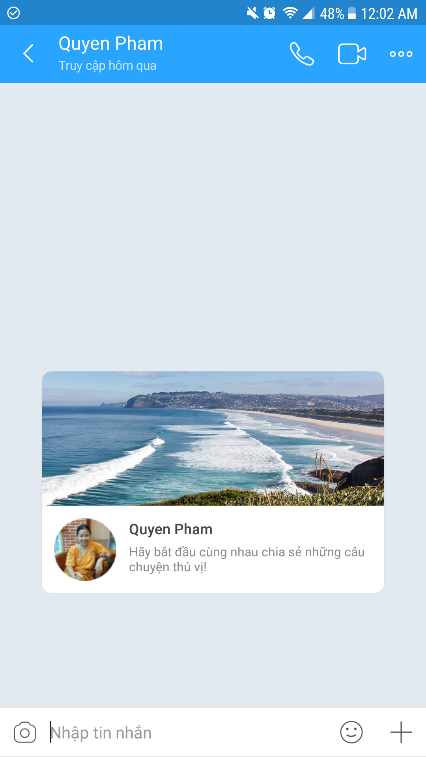 48% 12:02 AM
Quyen Pham
Truy cập hôm qua
Quyen Pham
Hãy bắt đầu cùng nhau chia sẻ những câu
chuyện thú vị!
Nhập tin nhắn